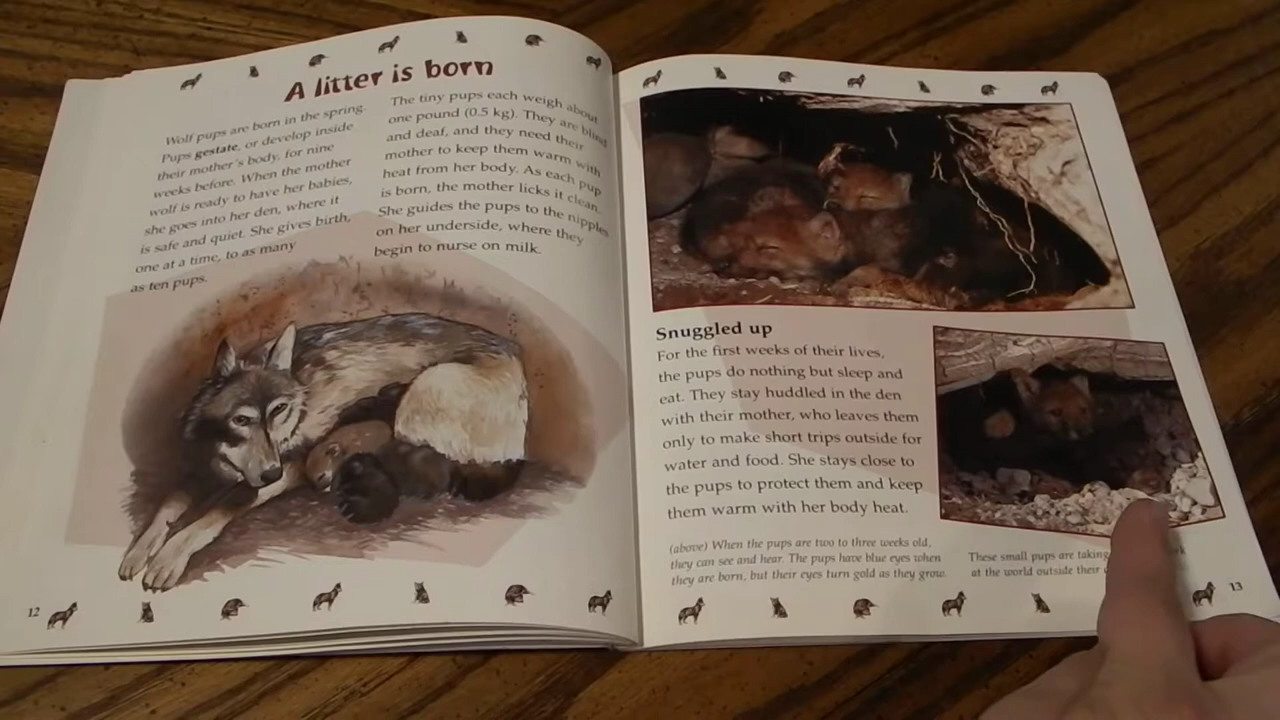 A litter is born
Wolf pups are born in the spring.
Pups gestate, or develop inside
their mother's body, for nine
weeks before. When the mother
wolf is ready to have her babies,
she goes into her den, where it
is safe and quiet. She gives birth,
one at a time, to as many
as ten pups.
The tiny pups each weigh about
one pound (0.5 kg). They are blind
and deaf, and they need their
mother to keep them warm with
heat from her body. As each pup
is born, the mother licks it clean.
She guides the pups to the nipples
on her underside, where they
begin to nurse on milk.
12
Snuggled up
For the first weeks of their lives,
the pups do nothing but sleep and
eat. They stay huddled in the den
with their mother, who leaves them
only to make short trips outside for
water and food. She stays close to
the pups to protect them and keep
them warm with her body heat.
(above) When the pups are two to three weeks old,
they can see and hear. The pups have blue eyes when
they are born, but their eyes turn gold as they grow.
These small pups are taking
at the world outside their
13